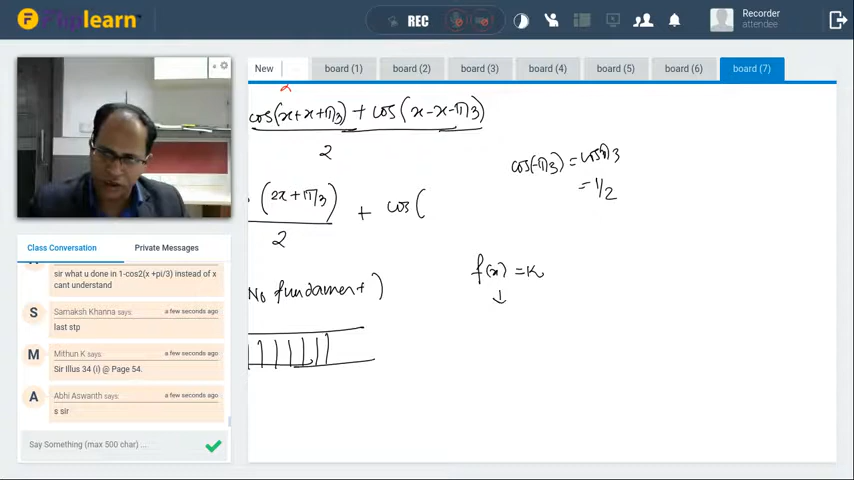 Fliplearn
REC
Recorder
attendee
New
board (1)
board (2)
board (3)
board (4)
board (5)
board (6)
board (7)
cos(x+x+π/3) + cos(x-x-π/3)
2
(2x+π/3) + cos(
2
No fundament)
cos(-π/3) = cosπ/3
= 1/2
f(x) = K
↓
Class Conversation
Private Messages
sir what u done in 1-cos2(x +pi/3) instead of x
cant understand
S
Samaksh Khanna says:
a few seconds ago
last stp
M
Mithun K says:
a few seconds ago
Sir Illus 34 (i) @ Page 54.
A
Abhi Aswanth says:
a few seconds ago
s sir
Say Something (max 500 char) ...